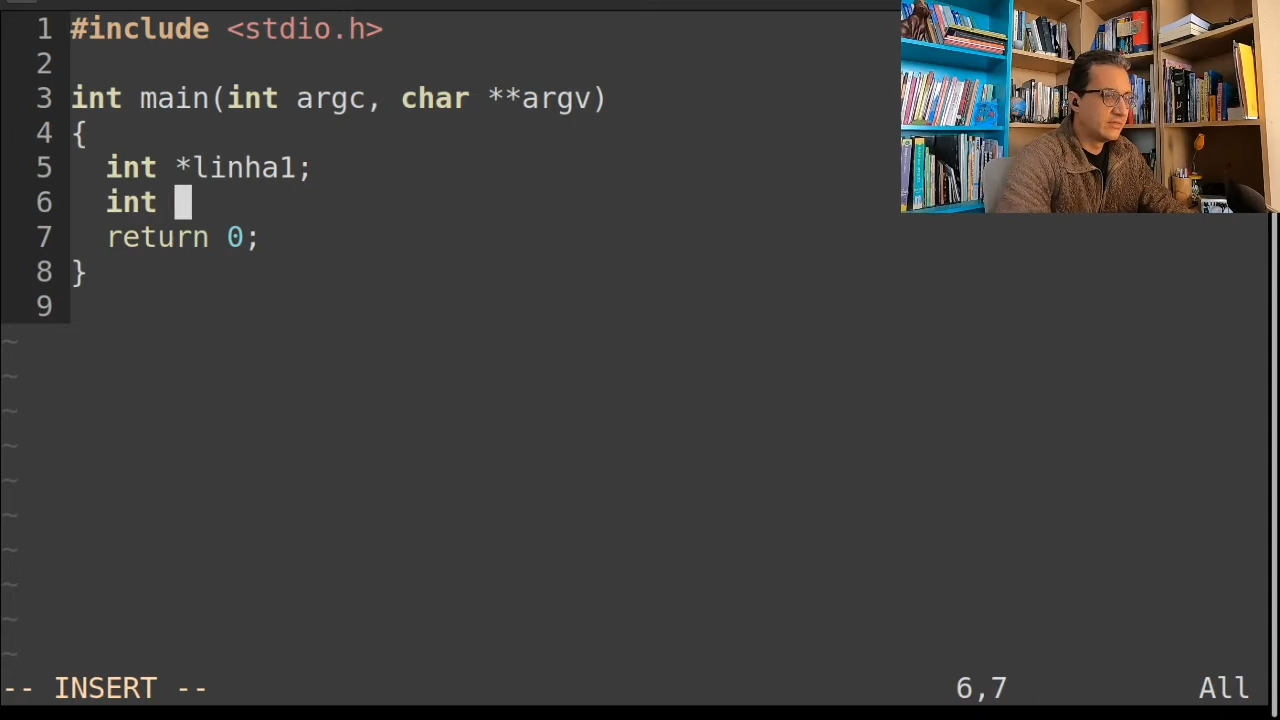 1 #include <stdio.h>
2
3 int main(int argc, char **argv)
4 {
5   int *linha1;
6   int
7   return 0;
8 }
9
~
~
~
~
~
~
~
~
~
~
-- INSERT -- 6,7 All